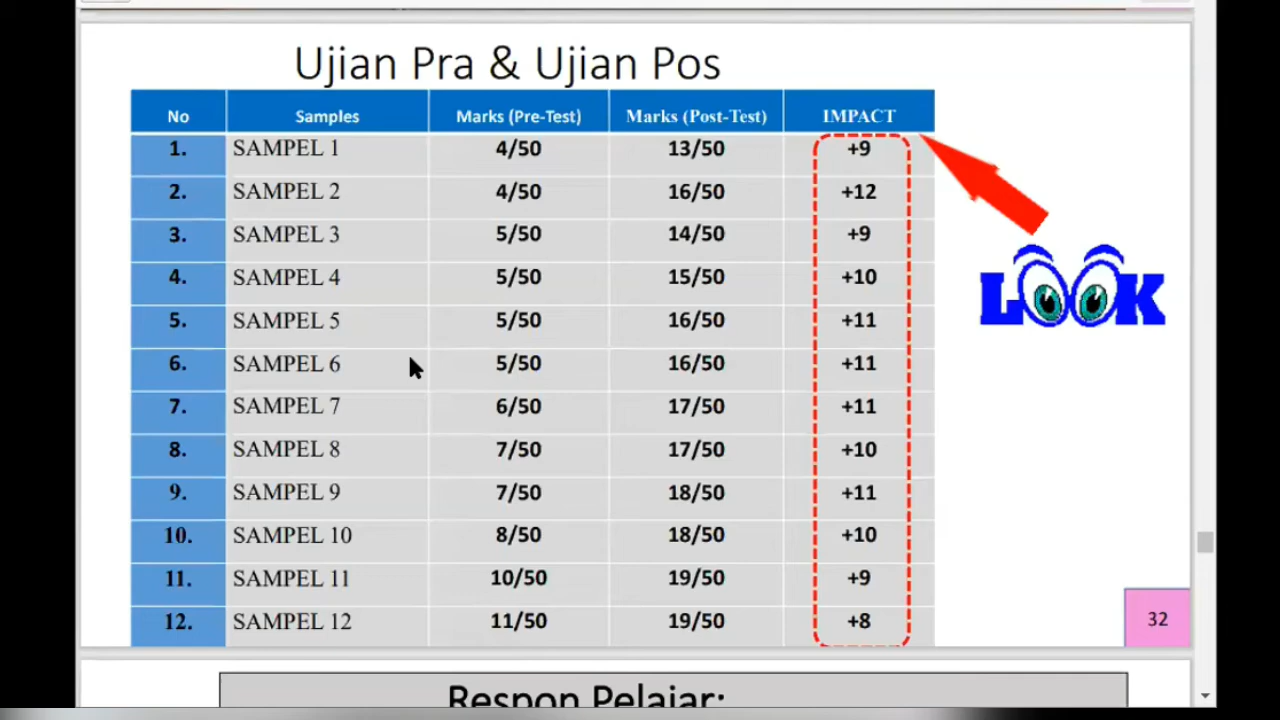 Ujian Pra & Ujian Pos
No Samples Marks (Pre-Test) Marks (Post-Test) IMPACT
1. SAMPEL 1 4/50 13/50 +9
2. SAMPEL 2 4/50 16/50 +12
3. SAMPEL 3 5/50 14/50 +9
4. SAMPEL 4 5/50 15/50 +10
5. SAMPEL 5 5/50 16/50 +11
6. SAMPEL 6 5/50 16/50 +11
7. SAMPEL 7 6/50 17/50 +11
8. SAMPEL 8 7/50 17/50 +10
9. SAMPEL 9 7/50 18/50 +11
10. SAMPEL 10 8/50 18/50 +10
11. SAMPEL 11 10/50 19/50 +9
12. SAMPEL 12 11/50 19/50 +8
LOOK
32
Respon Pelajar: